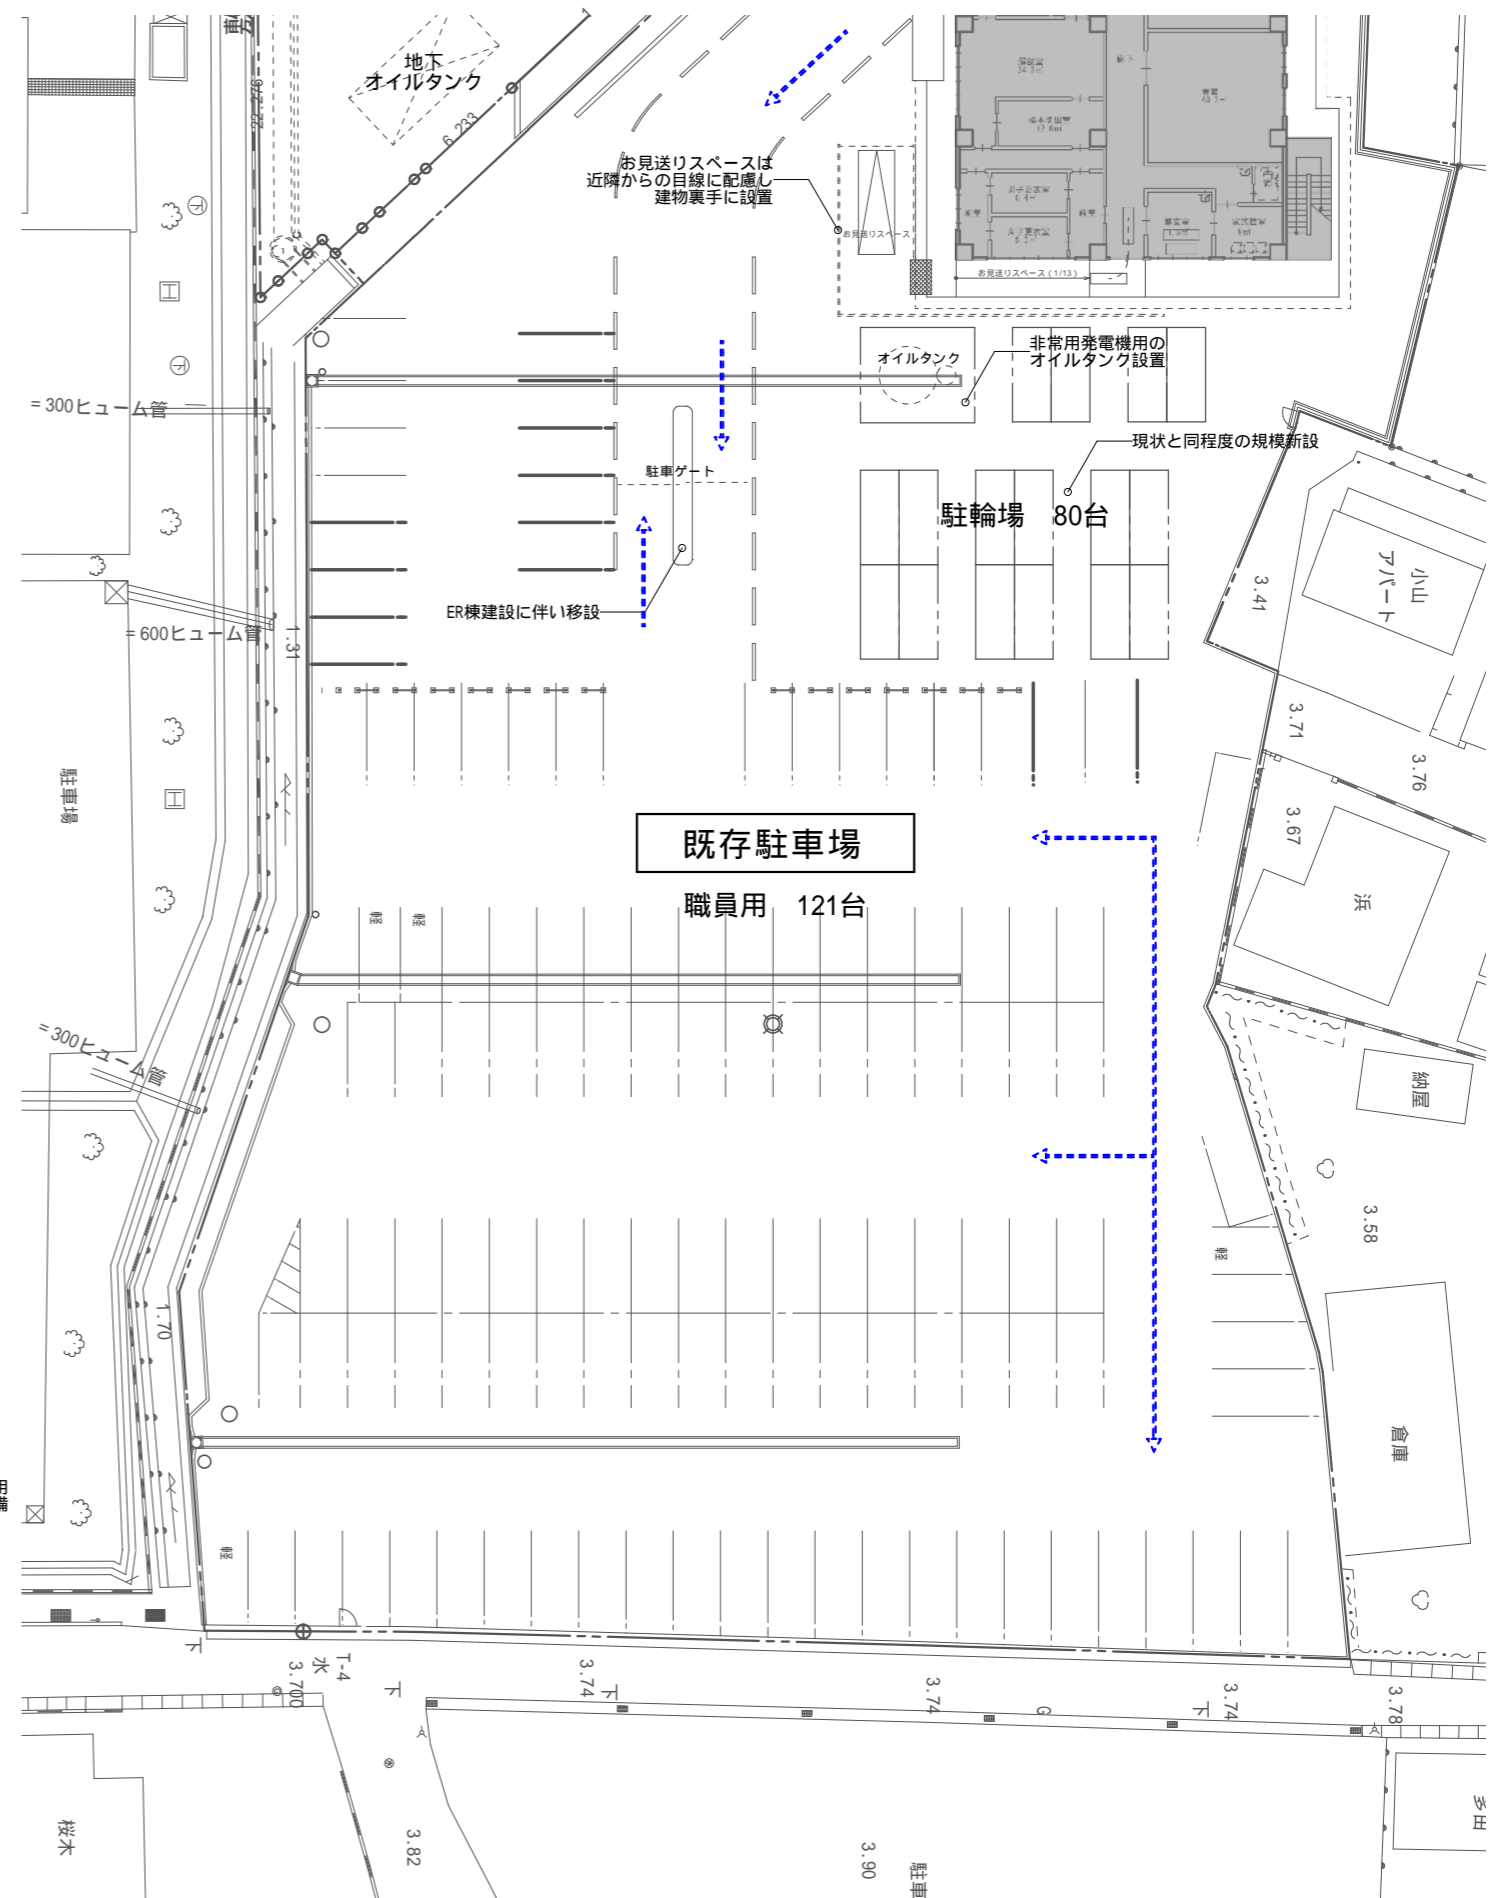 地下
オイルタンク
22.276
6.233
お見送りスペースは
近隣からの目線に配慮し
建物裏手に設置
お見送りスペース
お見送りスペース（1/13）
オイルタンク
非常用発電機用の
オイルタンク設置
=300ヒューム管
現状と同程度の規模新設
駐車ゲート
駐輪場　80台
小山
アパート
3.41
ER棟建設に伴い移設
=600ヒューム管
1.31
3.71
3.76
駐車場
3.67
既存駐車場
職員用　121台
浜
軽
軽
=300ヒューム管
納屋
3.58
軽
1.70
倉庫
軽
下
T-4
水
3.700
下
3.74
下
3.74
G
下
3.74
3.78
桜木
3.82
3.90
駐車
多田